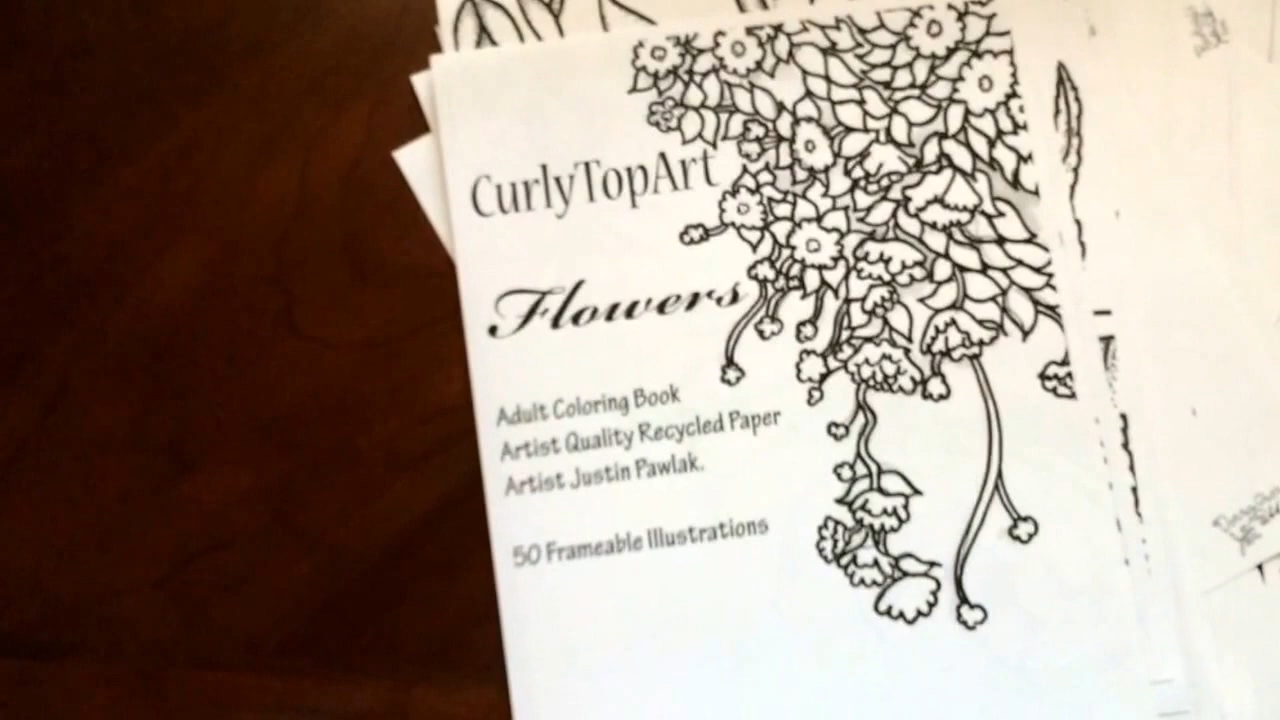 CurlyTopArt
Flowers
Adult Coloring Book
Artist Quality Recycled Paper
Artist Justin Pawlak.
50 Frameable Illustrations